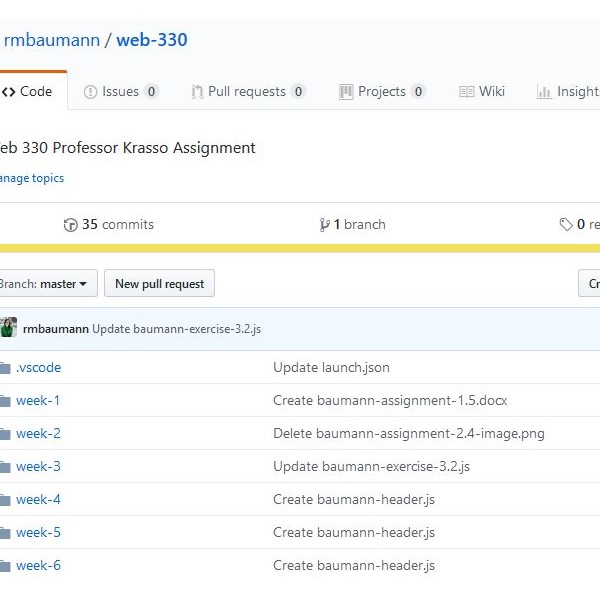 rmbaumann / web-330
Code Issues 0 Pull requests 0 Projects 0 Wiki Insight
eb 330 Professor Krasso Assignment
anage topics
35 commits 1 branch 0 re
Branch: master New pull request Cr
rmbaumann Update baumann-exercise-3.2.js
.vscode Update launch.json
week-1 Create baumann-assignment-1.5.docx
week-2 Delete baumann-assignment-2.4-image.png
week-3 Update baumann-exercise-3.2.js
week-4 Create baumann-header.js
week-5 Create baumann-header.js
week-6 Create baumann-header.js